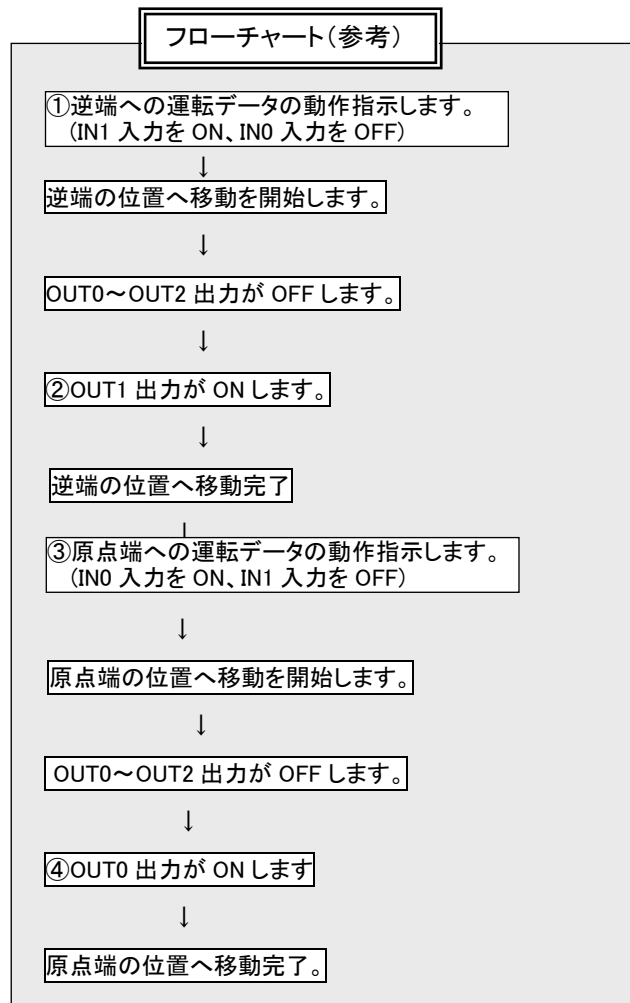 フローチャート(参考)
①逆端への運転データの動作指示します。
(IN1 入力を ON、IN0 入力を OFF)
↓
逆端の位置へ移動を開始します。
↓
OUT0～OUT2 出力が OFF します。
↓
②OUT1 出力が ON します。
↓
逆端の位置へ移動完了
③原点端への運転データの動作指示します。
(IN0 入力を ON、IN1 入力を OFF)
↓
原点端の位置へ移動を開始します。
↓
OUT0～OUT2 出力が OFF します。
↓
④OUT0 出力が ON します
↓
原点端の位置へ移動完了。